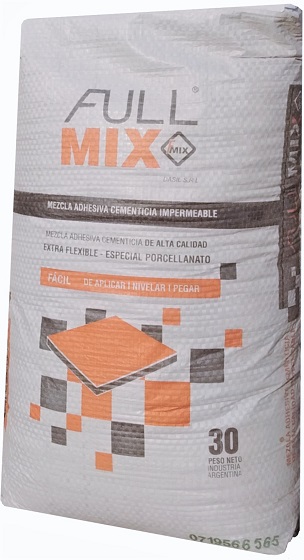 FULL
MIX MIX
MEZCLA ADHESIVA CEMENTICIA IMPERMEABLE
MEZCLA ADHESIVA CEMENTICIA DE ALTA CALIDAD
EXTRA FLEXIBLE - ESPECIAL PORCELLANATO
FÁCIL DE APLICAR I NIVELAR I PEGAR
30
PESO NETO
INDUSTRIA
ARGENTINA
0719566565